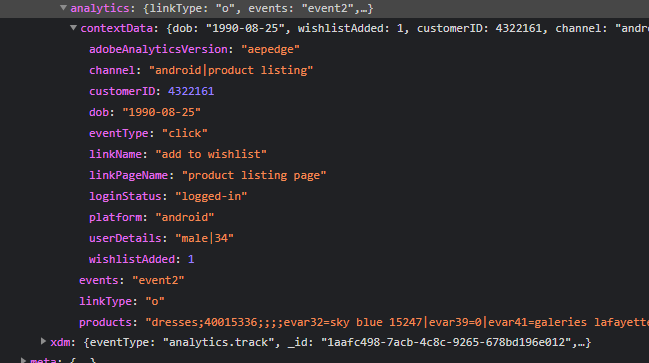 analytics: {linkType: "o", events: "event2",…}
contextData: {dob: "1990-08-25", wishlistAdded: 1, customerID: 4322161, channel: "andr
adobeAnalyticsVersion: "aepedge"
channel: "android|product listing"
customerID: 4322161
dob: "1990-08-25"
eventType: "click"
linkName: "add to wishlist"
linkPageName: "product listing page"
loginStatus: "logged-in"
platform: "android"
userDetails: "male|34"
wishlistAdded: 1
events: "event2"
linkType: "o"
products: "dresses;40015336;;;;evar32=sky blue 15247|evar39=0|evar41=galeries lafayette
xdm: {eventType: "analytics.track", _id: "1aafc498-7acb-4c8c-9265-678bd196e012",…}
meta: {…}